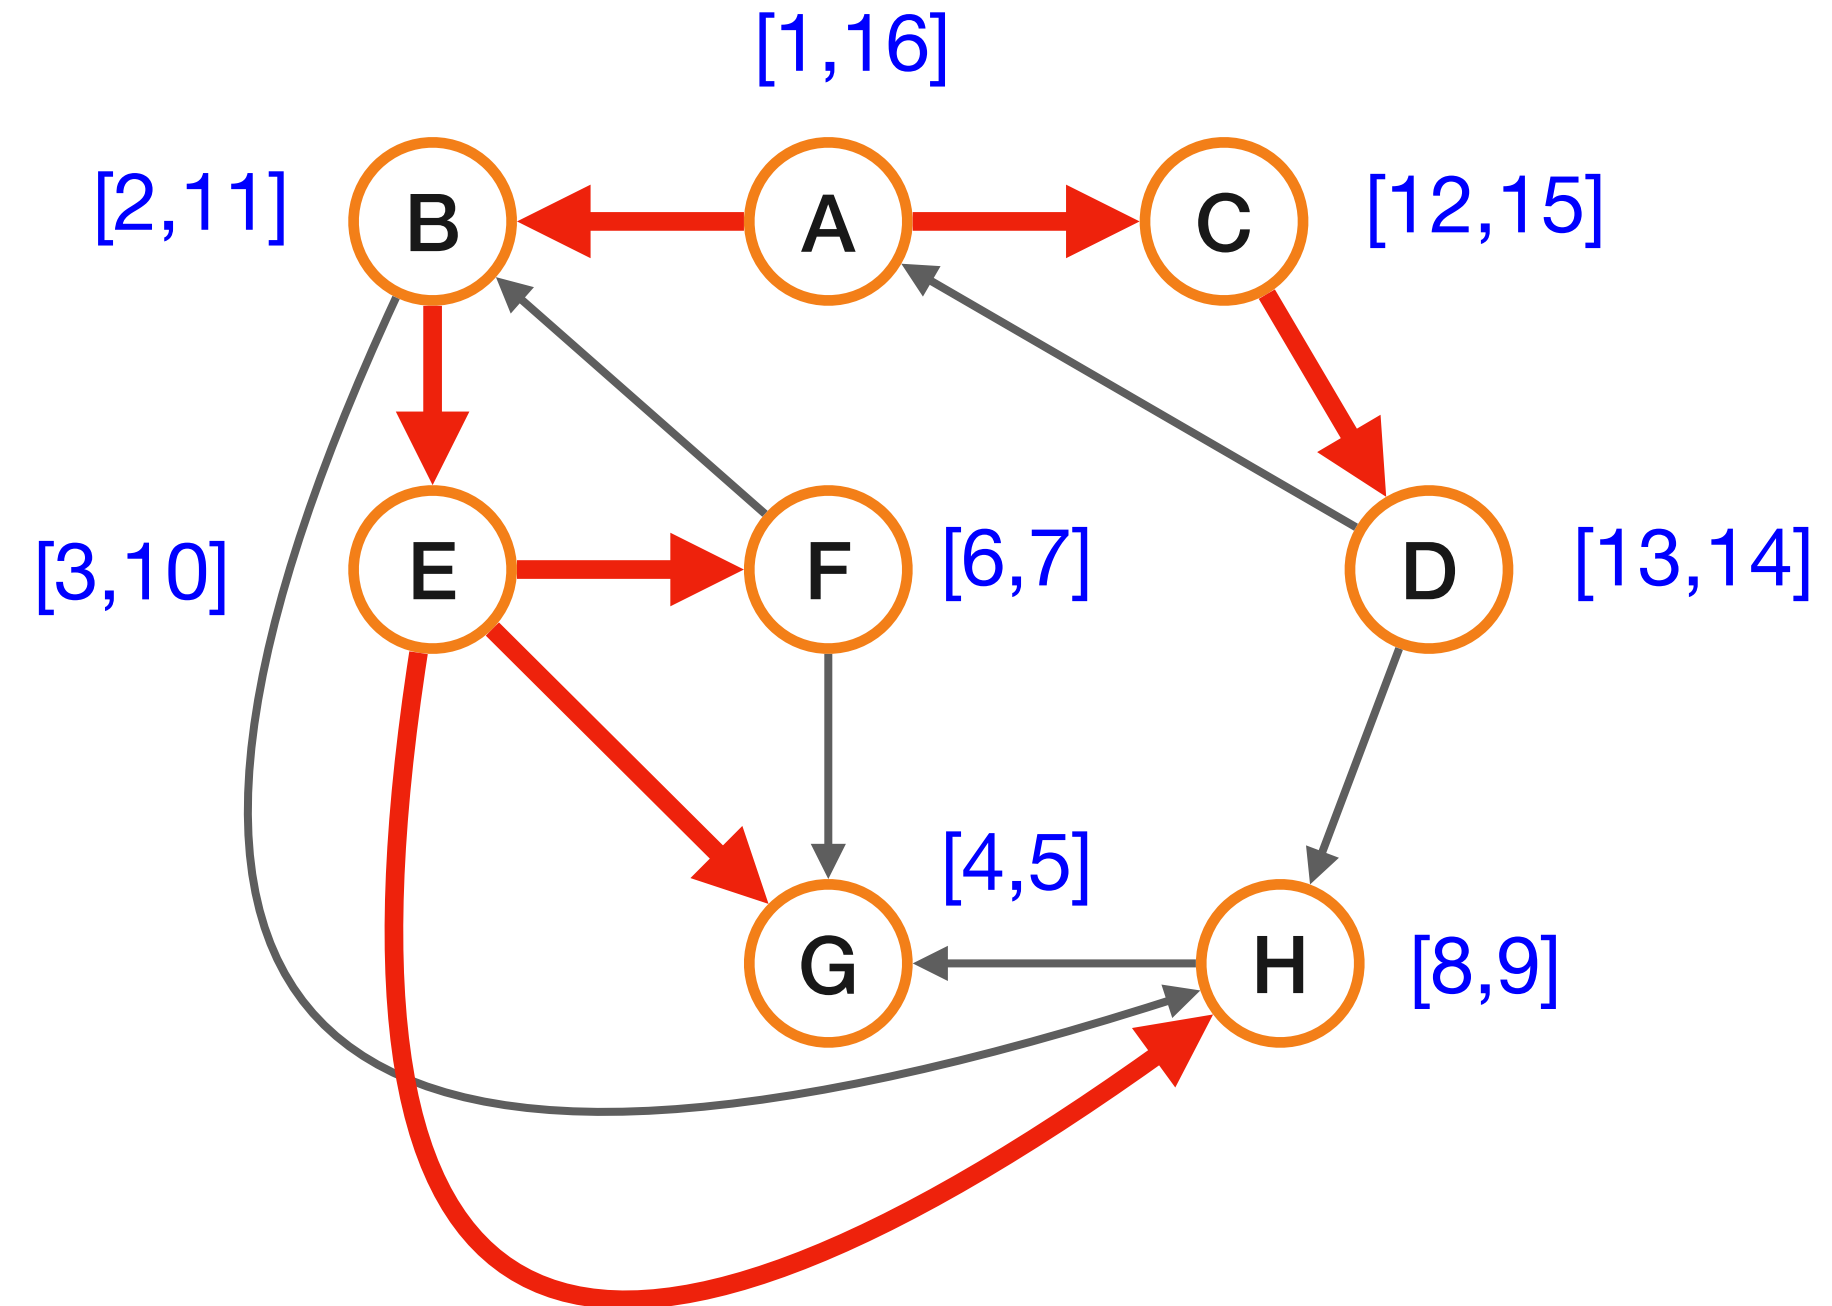 [1,16]
[2,11]
B
A
C
[12,15]
[3,10]
E
F
[6,7]
D
[13,14]
[4,5]
G
H
[8,9]